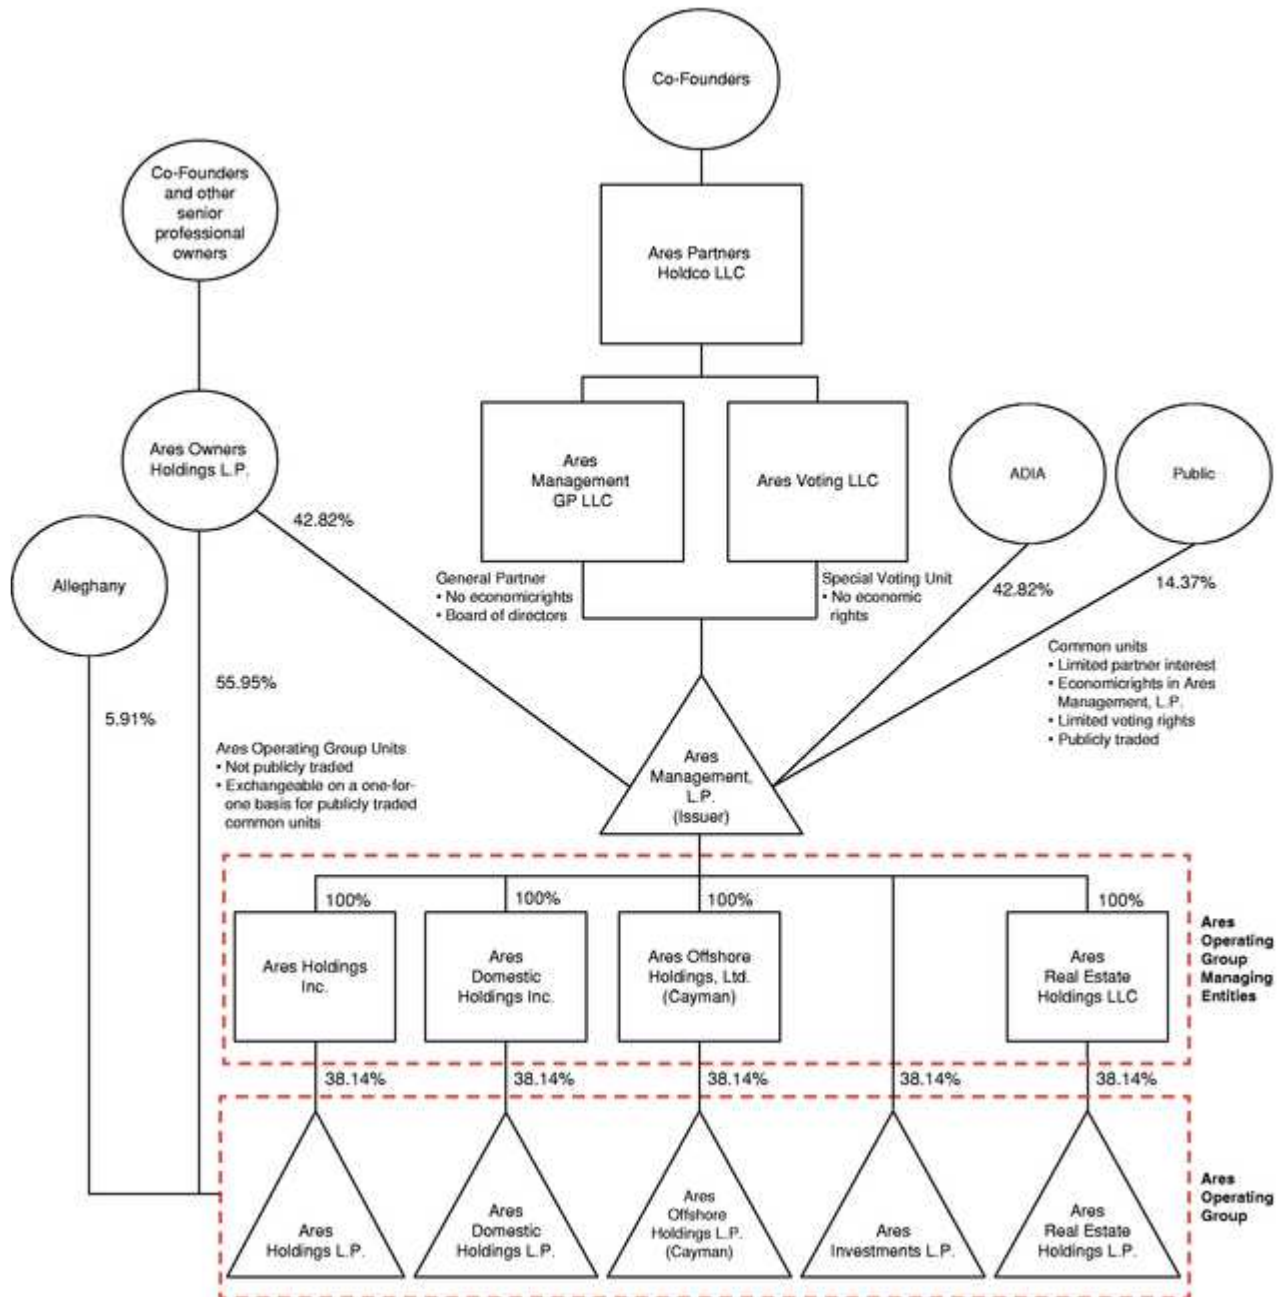 Co-Founders
Co-Founders
and other
senior
professional
owners
Ares Partners
Holdco LLC
Ares Owners
Holdings L.P.
Ares
Management
GP LLC
Ares Voting LLC
ADIA
Public
42.82%
Alleghany
General Partner
• No economicrights
• Board of directors
Special Voting Unit
• No economic
rights
42.82%
14.37%
Common units
• Limited partner interest
• Economicrights in Ares
Management, L.P.
• Limited voting rights
• Publicly traded
55.95%
5.91%
Ares Operating Group Units
• Not publicly traded
• Exchangeable on a one-for-
one basis for publicly traded
common units
Ares
Management,
L.P.
(Issuer)
100%
100%
100%
100%
Ares Holdings
Inc.
Ares
Domestic
Holdings Inc.
Ares Offshore
Holdings, Ltd.
(Cayman)
Ares
Real Estate
Holdings LLC
Ares
Operating
Group
Managing
Entities
38.14%
38.14%
38.14%
38.14%
38.14%
Ares
Holdings L.P.
Ares
Domestic
Holdings L.P.
Ares
Offshore
Holdings L.P.
(Cayman)
Ares
Investments L.P.
Ares
Real Estate
Holdings L.P.
Ares
Operating
Group